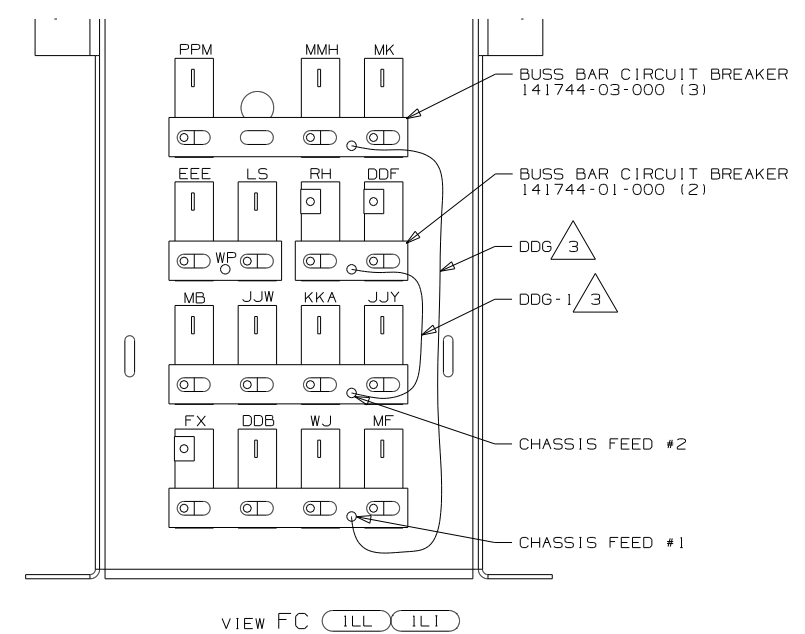 PPM MMH MK
BUSS BAR CIRCUIT BREAKER
141744-03-000 (3)
EEE LS RH DDF
BUSS BAR CIRCUIT BREAKER
141744-01-000 (2)
WP
DDG 3
MB JJW KKA JJY
DDG-1 3
FX DDB WJ MF
CHASSIS FEED #2
CHASSIS FEED #1
VIEW FC 1LL 1LI